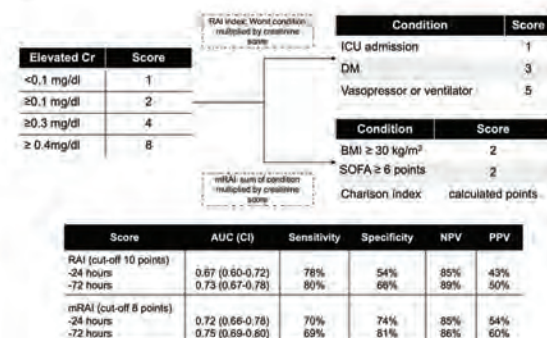 RAI index: Worst condition
multiplied by creatinine
score
Condition Score
ICU admission 1
DM 3
Vasopressor or ventilator 5
Elevated Cr Score
<0.1 mg/dl 1
≥0.1 mg/dl 2
≥0.3 mg/dl 4
≥ 0.4mg/dl 8
Condition Score
BMI ≥ 30 kg/m² 2
SOFA ≥ 6 points 2
Charlson Index calculated points
mRAI: sum of condition
multiplied by creatinine
score
Score AUC (CI) Sensitivity Specificity NPV PPV
RAI (cut-off 10 points)
-24 hours 0.67 (0.60-0.72) 78% 54% 85% 43%
-72 hours 0.73 (0.67-0.78) 80% 66% 89% 50%
mRAI (cut-off 8 points)
-24 hours 0.72 (0.66-0.78) 70% 74% 85% 54%
-72 hours 0.75 (0.69-0.80) 69% 81% 86% 60%